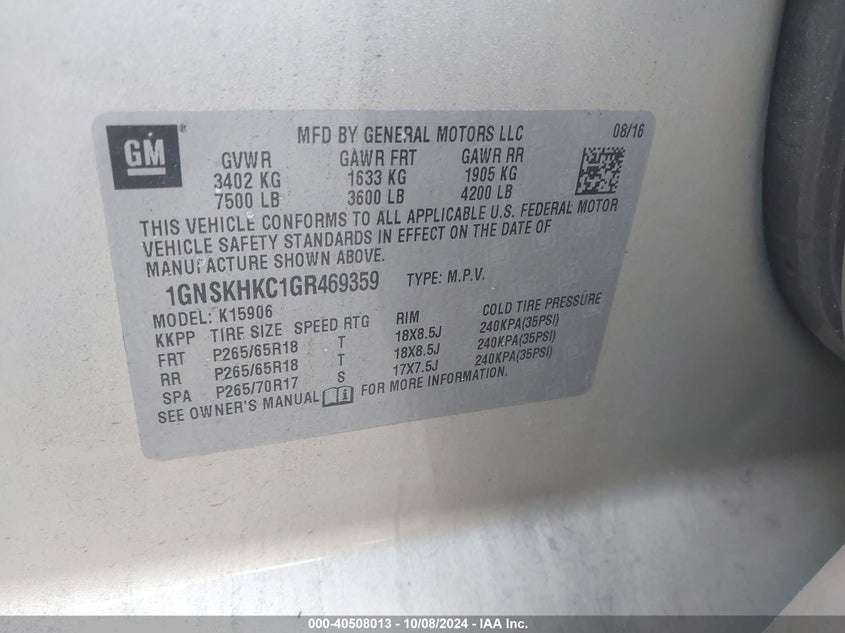 GM®
MFD BY GENERAL MOTORS LLC 08/16
GVWR GAWR FRT GAWR RR
3402 KG 1633 KG 1905 KG
7500 LB 3600 LB 4200 LB
THIS VEHICLE CONFORMS TO ALL APPLICABLE U.S. FEDERAL MOTOR
VEHICLE SAFETY STANDARDS IN EFFECT ON THE DATE OF
MANUFACTURE SHOWN ABOVE.
1GNSKHKC1GR469359 TYPE: M.P.V.
MODEL: K15906
KKPP TIRE SIZE SPEED RTG RIM COLD TIRE PRESSURE
FRT P265/65R18 T 18X8.5J 240KPA(35PSI)
RR P265/65R18 T 18X8.5J 240KPA(35PSI)
SPA P265/70R17 S 17X7.5J 240KPA(35PSI)
SEE OWNER'S MANUAL i FOR MORE INFORMATION.
000-40508013 - 10/08/2024 - IAA Inc.